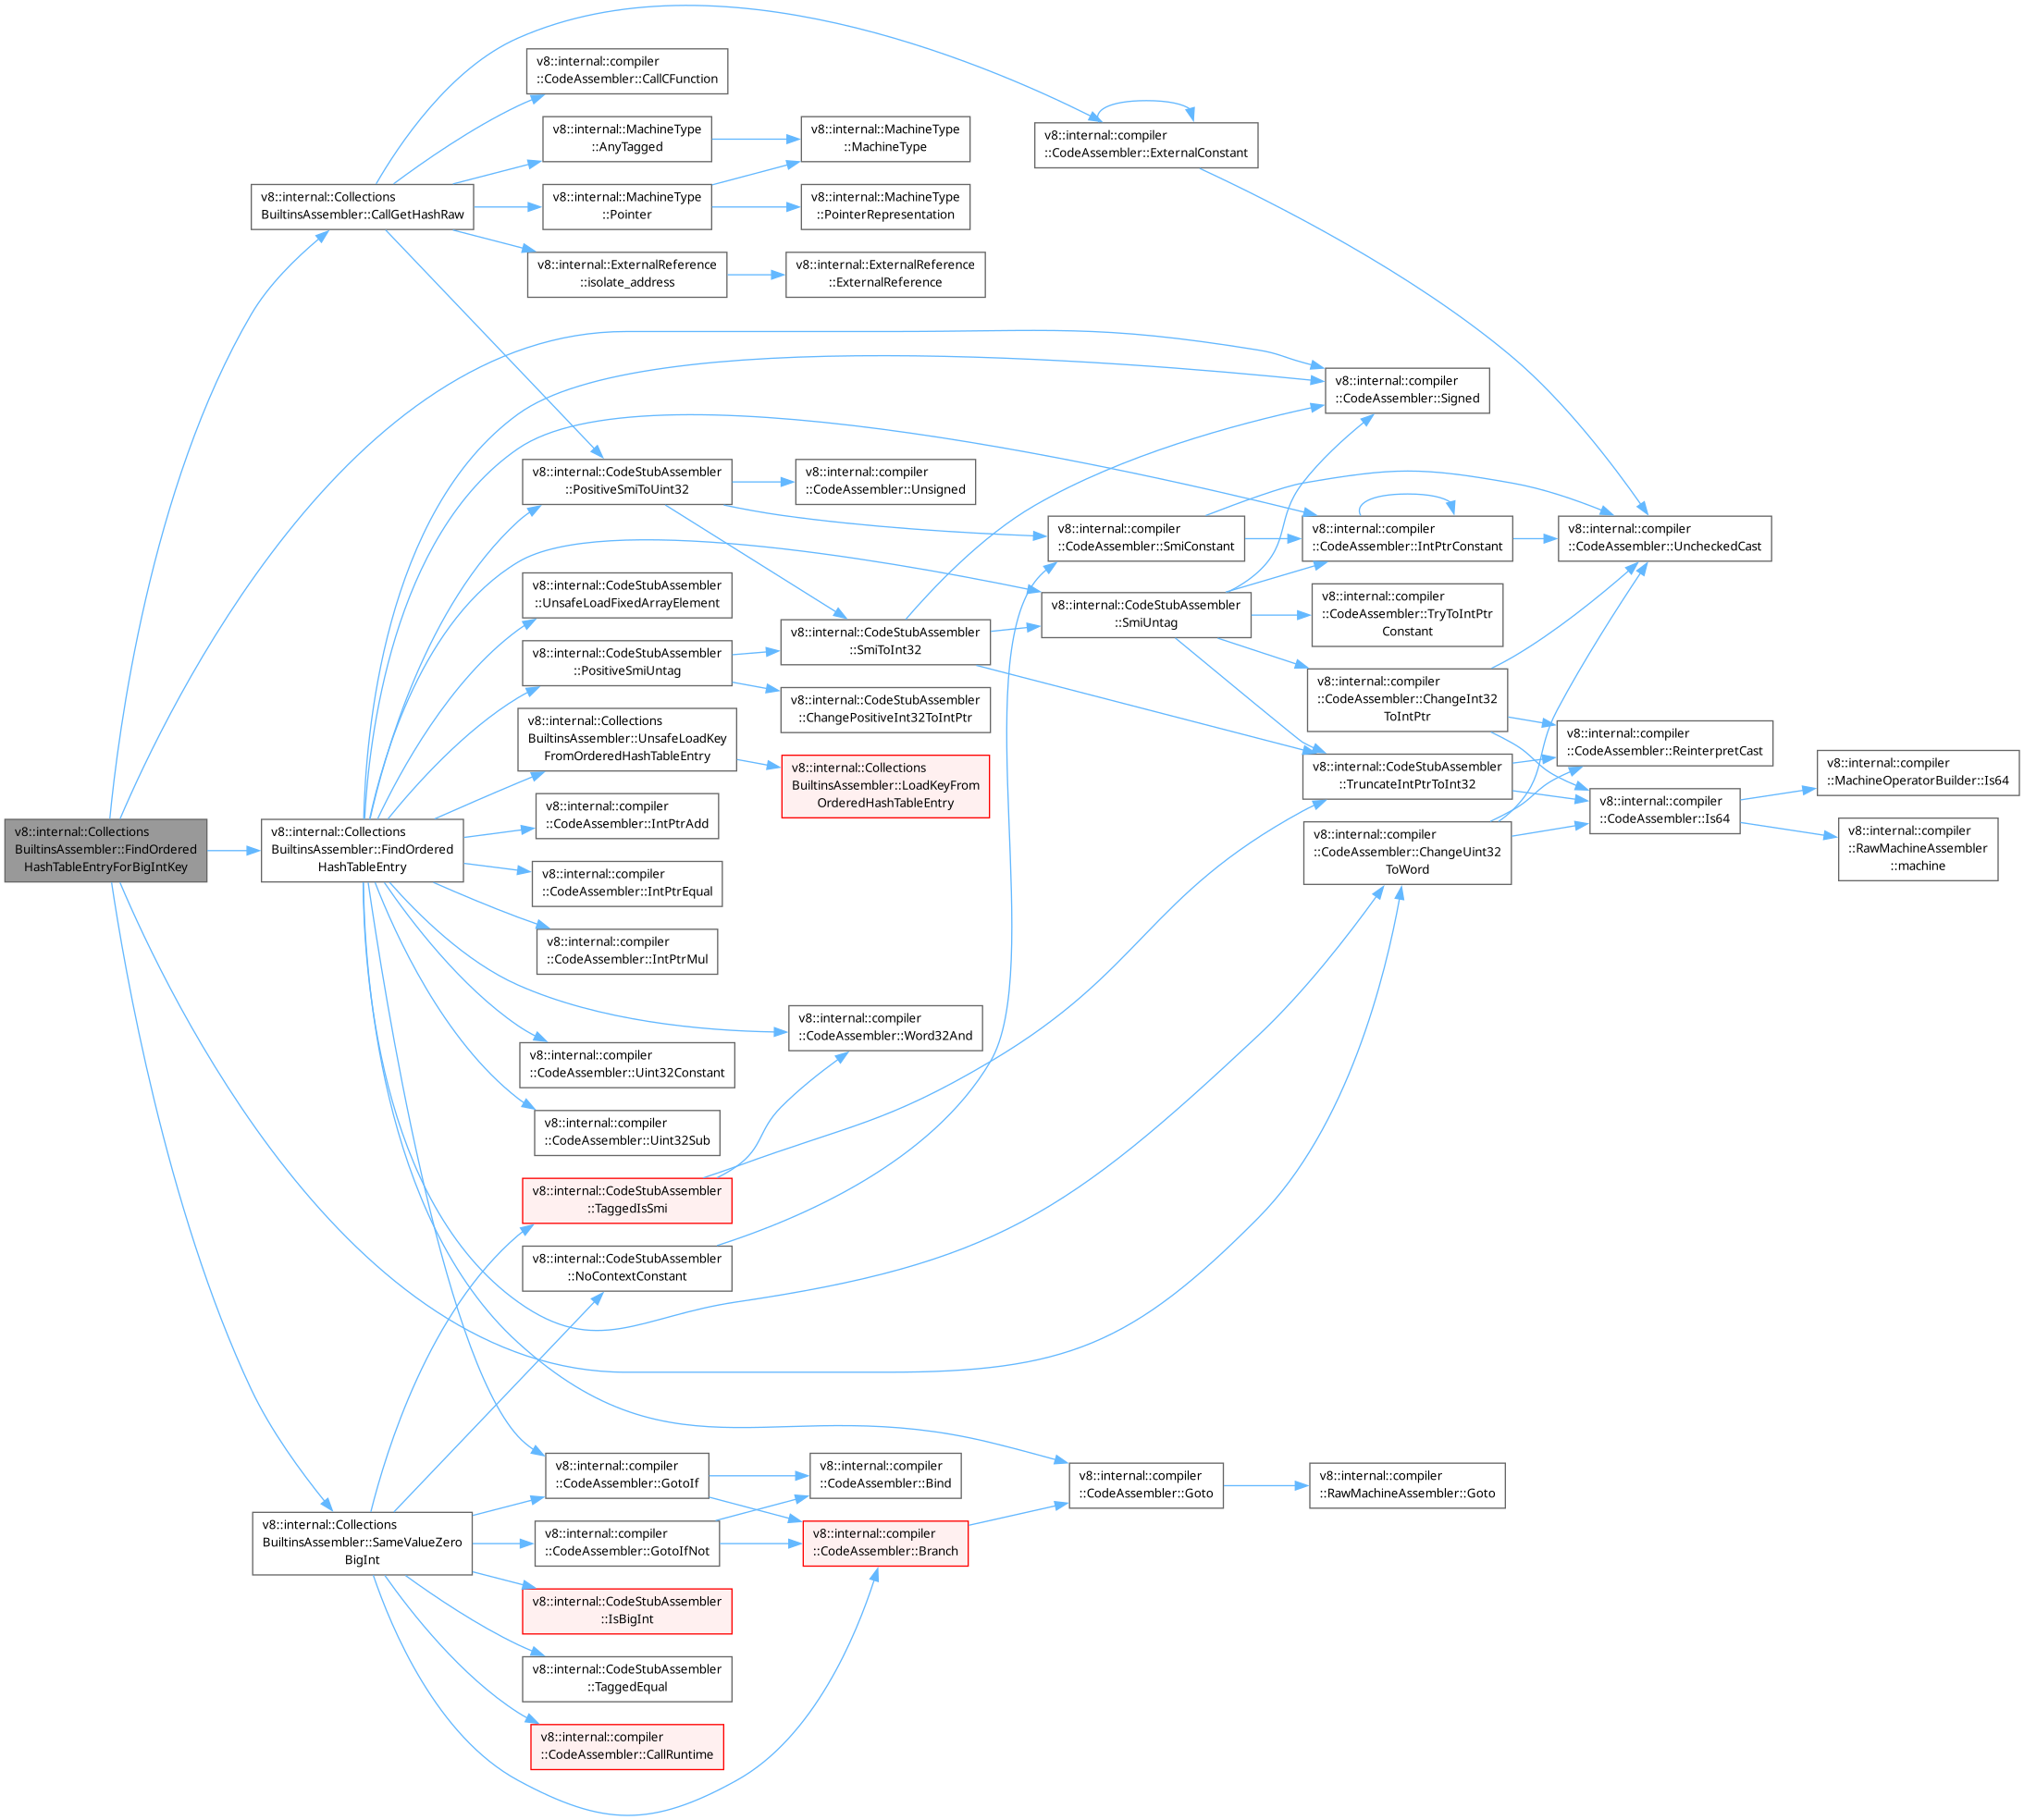 v8::internal::compiler
::CodeAssembler::CallCFunction
v8::internal::MachineType
::AnyTagged
v8::internal::MachineType
::MachineType
v8::internal::compiler
::CodeAssembler::ExternalConstant
v8::internal::Collections
BuiltinsAssembler::CallGetHashRaw
v8::internal::MachineType
::Pointer
v8::internal::MachineType
::PointerRepresentation
v8::internal::ExternalReference
::isolate_address
v8::internal::ExternalReference
::ExternalReference
v8::internal::compiler
::CodeAssembler::Signed
v8::internal::CodeStubAssembler
::PositiveSmiToUint32
v8::internal::compiler
::CodeAssembler::Unsigned
v8::internal::compiler
::CodeAssembler::SmiConstant
v8::internal::compiler
::CodeAssembler::IntPtrConstant
v8::internal::compiler
::CodeAssembler::UncheckedCast
v8::internal::CodeStubAssembler
::UnsafeLoadFixedArrayElement
v8::internal::CodeStubAssembler
::SmiUntag
v8::internal::compiler
::CodeAssembler::TryToIntPtr
Constant
v8::internal::CodeStubAssembler
::PositiveSmiUntag
v8::internal::CodeStubAssembler
::SmiToInt32
v8::internal::CodeStubAssembler
::ChangePositiveInt32ToIntPtr
v8::internal::compiler
::CodeAssembler::ChangeInt32
ToIntPtr
v8::internal::Collections
BuiltinsAssembler::UnsafeLoadKey
FromOrderedHashTableEntry
v8::internal::Collections
BuiltinsAssembler::LoadKeyFrom
OrderedHashTableEntry
v8::internal::CodeStubAssembler
::TruncateIntPtrToInt32
v8::internal::compiler
::CodeAssembler::ReinterpretCast
v8::internal::compiler
::CodeAssembler::Is64
v8::internal::compiler
::MachineOperatorBuilder::Is64
v8::internal::compiler
::RawMachineAssembler
::machine
v8::internal::Collections
BuiltinsAssembler::FindOrdered
HashTableEntryForBigIntKey
v8::internal::Collections
BuiltinsAssembler::FindOrdered
HashTableEntry
v8::internal::compiler
::CodeAssembler::IntPtrAdd
v8::internal::compiler
::CodeAssembler::ChangeUint32
ToWord
v8::internal::compiler
::CodeAssembler::IntPtrEqual
v8::internal::compiler
::CodeAssembler::IntPtrMul
v8::internal::compiler
::CodeAssembler::Word32And
v8::internal::compiler
::CodeAssembler::Uint32Constant
v8::internal::compiler
::CodeAssembler::Uint32Sub
v8::internal::CodeStubAssembler
::TaggedIsSmi
v8::internal::CodeStubAssembler
::NoContextConstant
v8::internal::compiler
::CodeAssembler::GotoIf
v8::internal::compiler
::CodeAssembler::Bind
v8::internal::compiler
::CodeAssembler::Goto
v8::internal::compiler
::RawMachineAssembler::Goto
v8::internal::Collections
BuiltinsAssembler::SameValueZero
BigInt
v8::internal::compiler
::CodeAssembler::GotoIfNot
v8::internal::compiler
::CodeAssembler::Branch
v8::internal::CodeStubAssembler
::IsBigInt
v8::internal::CodeStubAssembler
::TaggedEqual
v8::internal::compiler
::CodeAssembler::CallRuntime